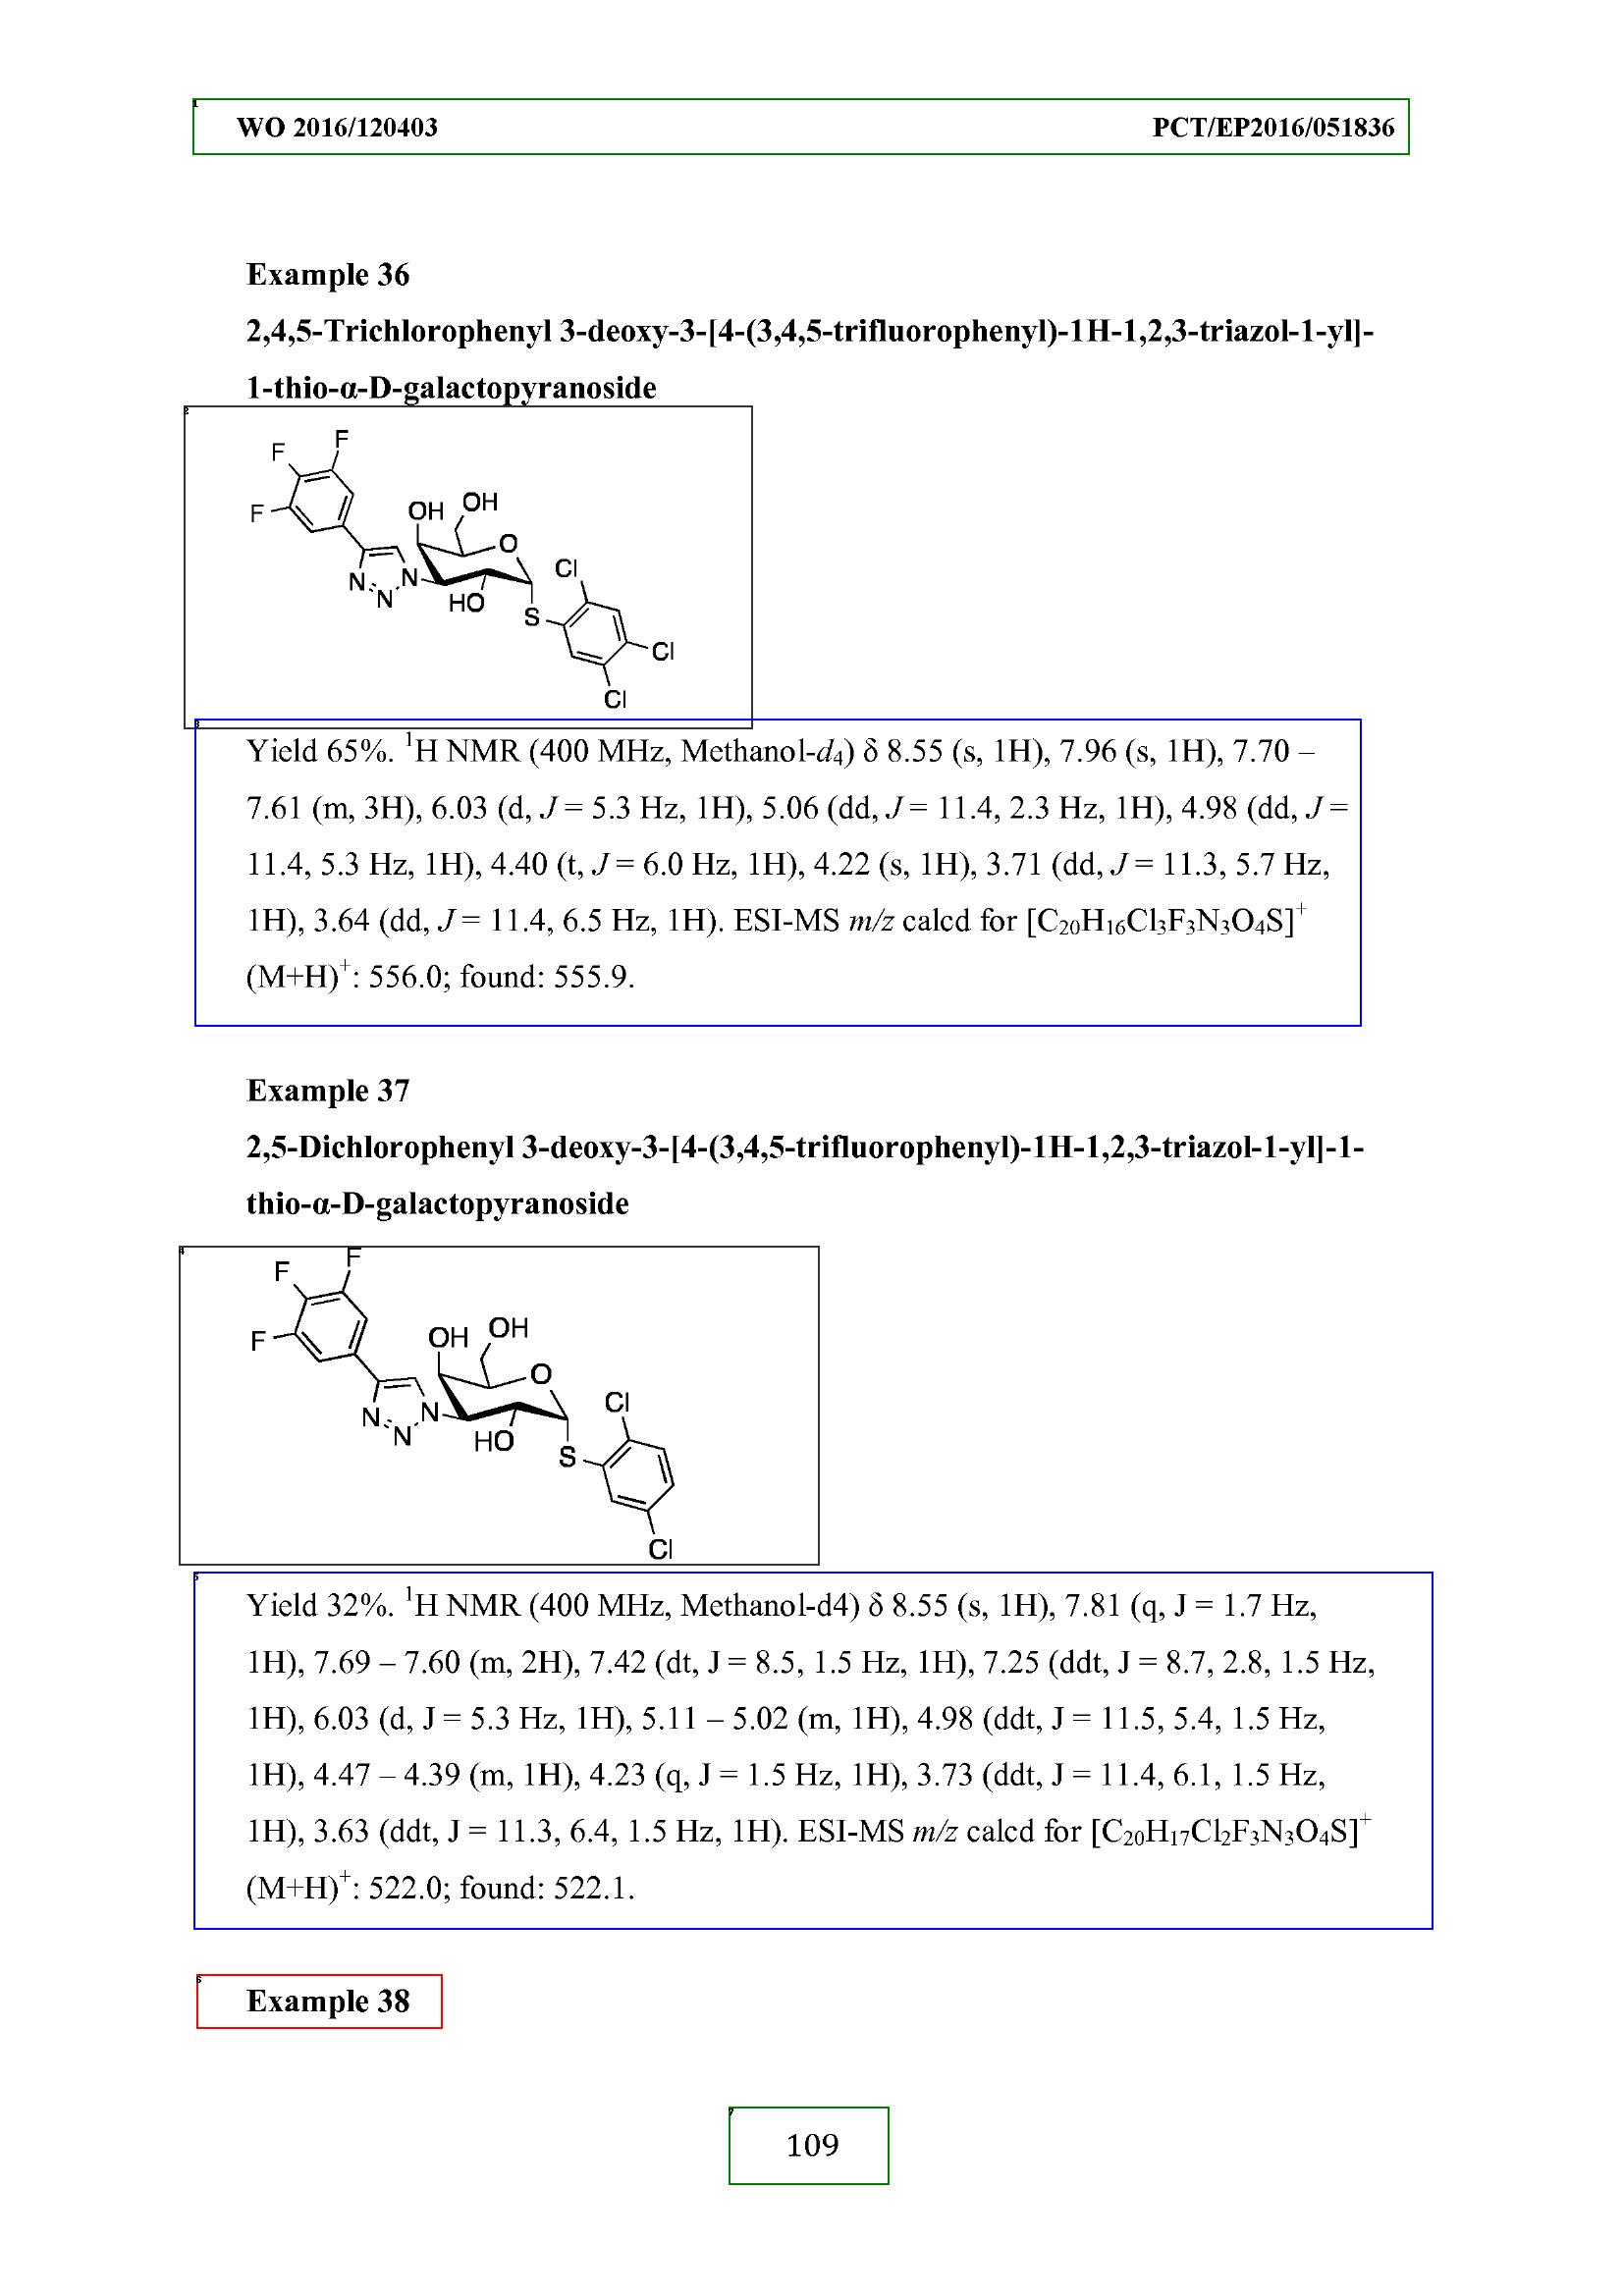 WO 2016/120403 PCT/EP2016/051836
Example 36
2,4,5-Trichlorophenyl 3-deoxy-3-[4-(3,4,5-trifluorophenyl)-1H-1,2,3-triazol-1-yl]-
1-thio-α-D-galactopyranoside
2
F
F
F
OH
OH
O
N
N
N
HO
Cl
S
Cl
Cl
3
Yield 65%. ¹H NMR (400 MHz, Methanol-d₄) δ 8.55 (s, 1H), 7.96 (s, 1H), 7.70 –
7.61 (m, 3H), 6.03 (d, J = 5.3 Hz, 1H), 5.06 (dd, J = 11.4, 2.3 Hz, 1H), 4.98 (dd, J =
11.4, 5.3 Hz, 1H), 4.40 (t, J = 6.0 Hz, 1H), 4.22 (s, 1H), 3.71 (dd, J = 11.3, 5.7 Hz,
1H), 3.64 (dd, J = 11.4, 6.5 Hz, 1H). ESI-MS m/z calcd for [C₂₀H₁₆Cl₃F₃N₃O₄S]⁺
(M+H)⁺: 556.0; found: 555.9.
Example 37
2,5-Dichlorophenyl 3-deoxy-3-[4-(3,4,5-trifluorophenyl)-1H-1,2,3-triazol-1-yl]-1-
thio-α-D-galactopyranoside
4
F
F
F
OH
OH
O
N
N
N
HO
Cl
S
Cl
5
Yield 32%. ¹H NMR (400 MHz, Methanol-d4) δ 8.55 (s, 1H), 7.81 (q, J = 1.7 Hz,
1H), 7.69 – 7.60 (m, 2H), 7.42 (dt, J = 8.5, 1.5 Hz, 1H), 7.25 (ddt, J = 8.7, 2.8, 1.5 Hz,
1H), 6.03 (d, J = 5.3 Hz, 1H), 5.11 – 5.02 (m, 1H), 4.98 (ddt, J = 11.5, 5.4, 1.5 Hz,
1H), 4.47 – 4.39 (m, 1H), 4.23 (q, J = 1.5 Hz, 1H), 3.73 (ddt, J = 11.4, 6.1, 1.5 Hz,
1H), 3.63 (ddt, J = 11.3, 6.4, 1.5 Hz, 1H). ESI-MS m/z calcd for [C₂₀H₁₇Cl₂F₃N₃O₄S]⁺
(M+H)⁺: 522.0; found: 522.1.
6
Example 38
7
109